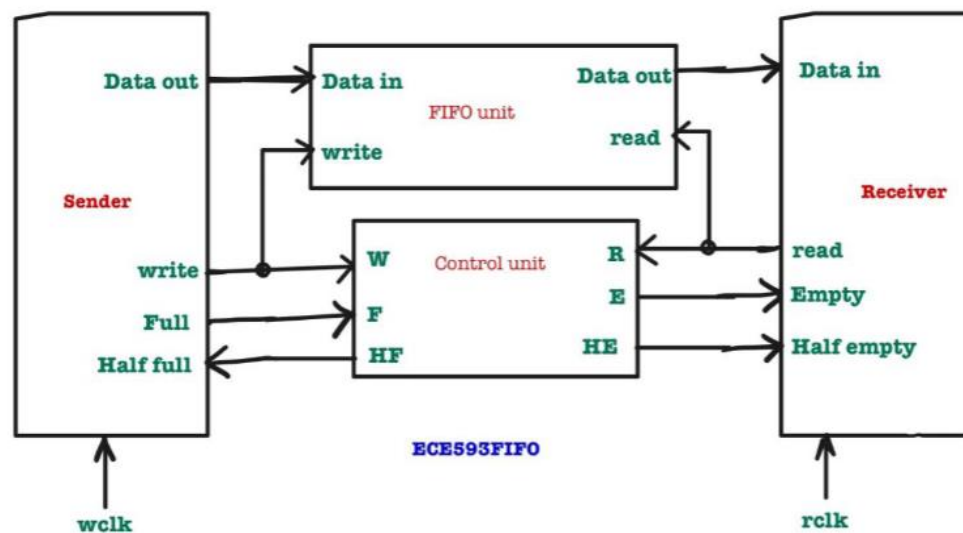 Data out
Data in
FIFO unit
Data out
Data in
write
read
Sender
Receiver
write
W
Control unit
R
read
Full
F
E
Empty
Half full
HF
HE
Half empty
ECE593FIFO
wclk
rclk